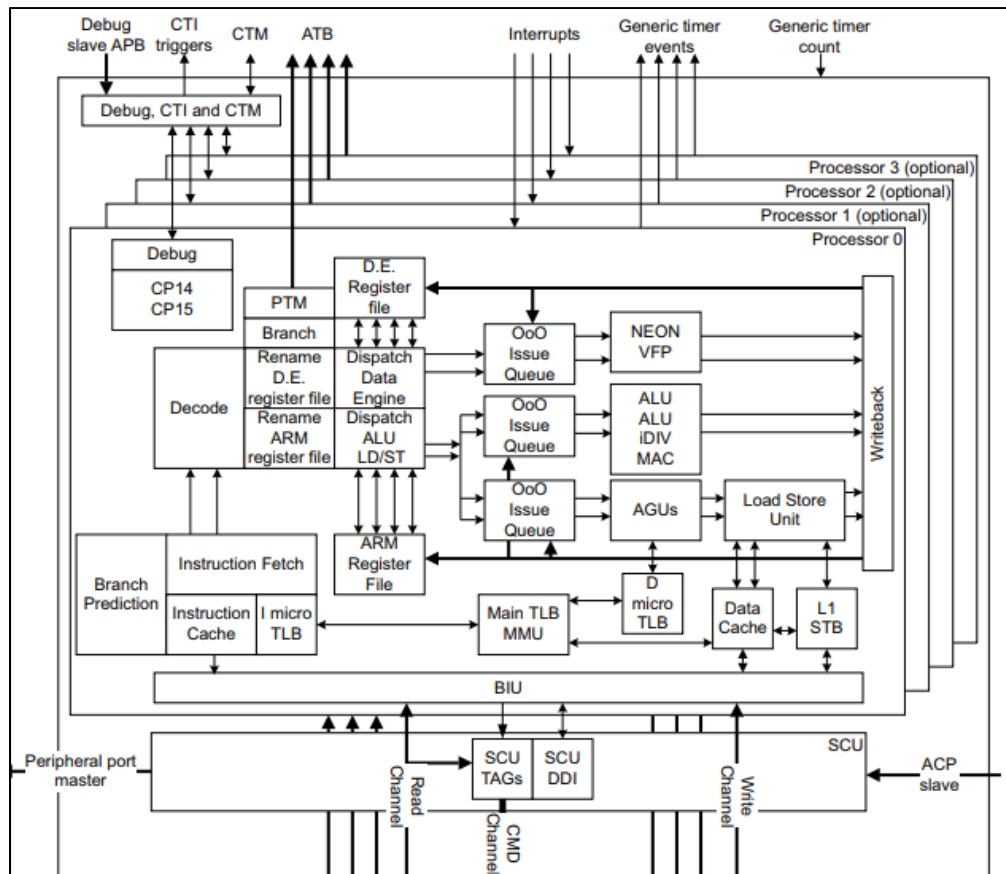 Debug
slave APB
CTI
triggers
CTM
ATB
Interrupts
Generic timer
events
Generic timer
count
Debug, CTI and CTM
Processor 3 (optional)
Processor 2 (optional)
Processor 1 (optional)
Processor 0
Debug
CP14
CP15
PTM
Branch
D.E.
Register
file
Decode
Rename
D.E.
register file
Dispatch
Data
Engine
Rename
ARM
register file
Dispatch
ALU
LD/ST
OoO
Issue
Queue
NEON
VFP
OoO
Issue
Queue
ALU
ALU
iDIV
MAC
OoO
Issue
Queue
AGUs
Load Store
Unit
Writeback
ARM
Register
File
Branch
Prediction
Instruction Fetch
Instruction
Cache
I micro
TLB
Main TLB
MMU
D
micro
TLB
Data
Cache
L1
STB
BIU
SCU
Peripheral port
master
SCU
TAGs
SCU
DDI
ACP
slave
Read
Channel
CMD
Channel
Write
Channel